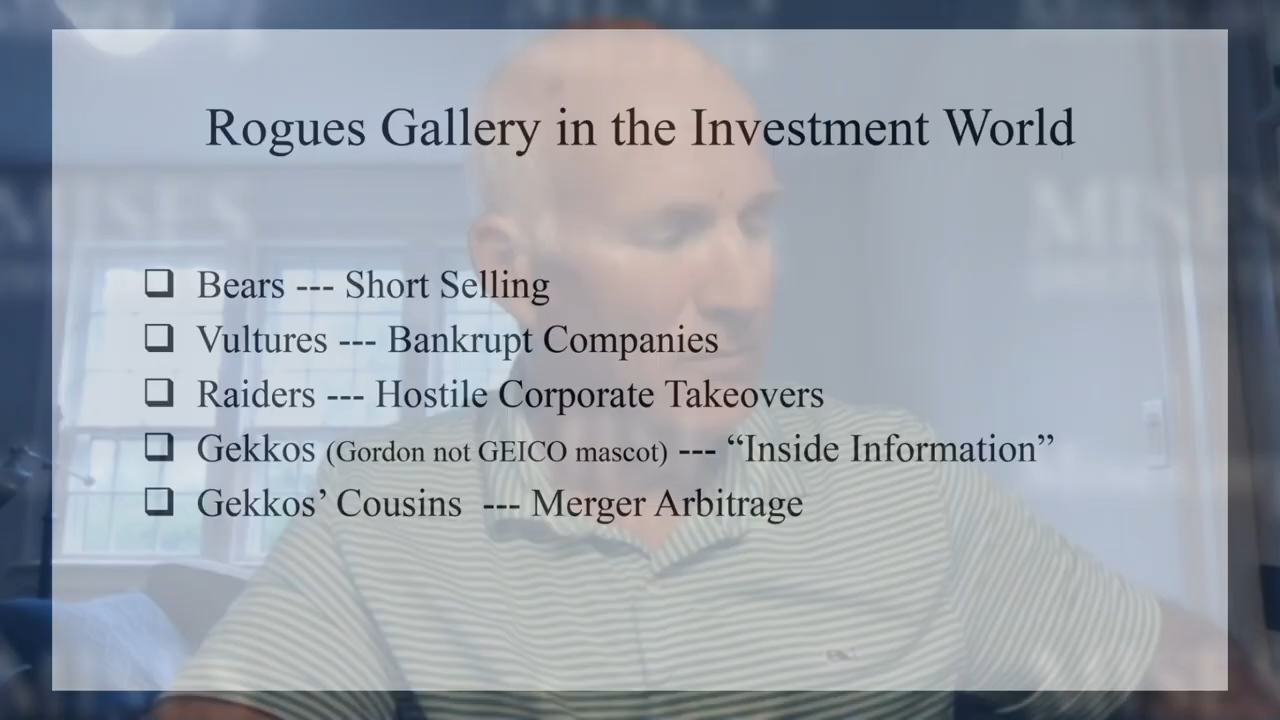 Rogues Gallery in the Investment World
❑ Bears --- Short Selling
❑ Vultures --- Bankrupt Companies
❑ Raiders --- Hostile Corporate Takeovers
❑ Gekkos (Gordon not GEICO mascot) --- “Inside Information”
❑ Gekkos’ Cousins --- Merger Arbitrage